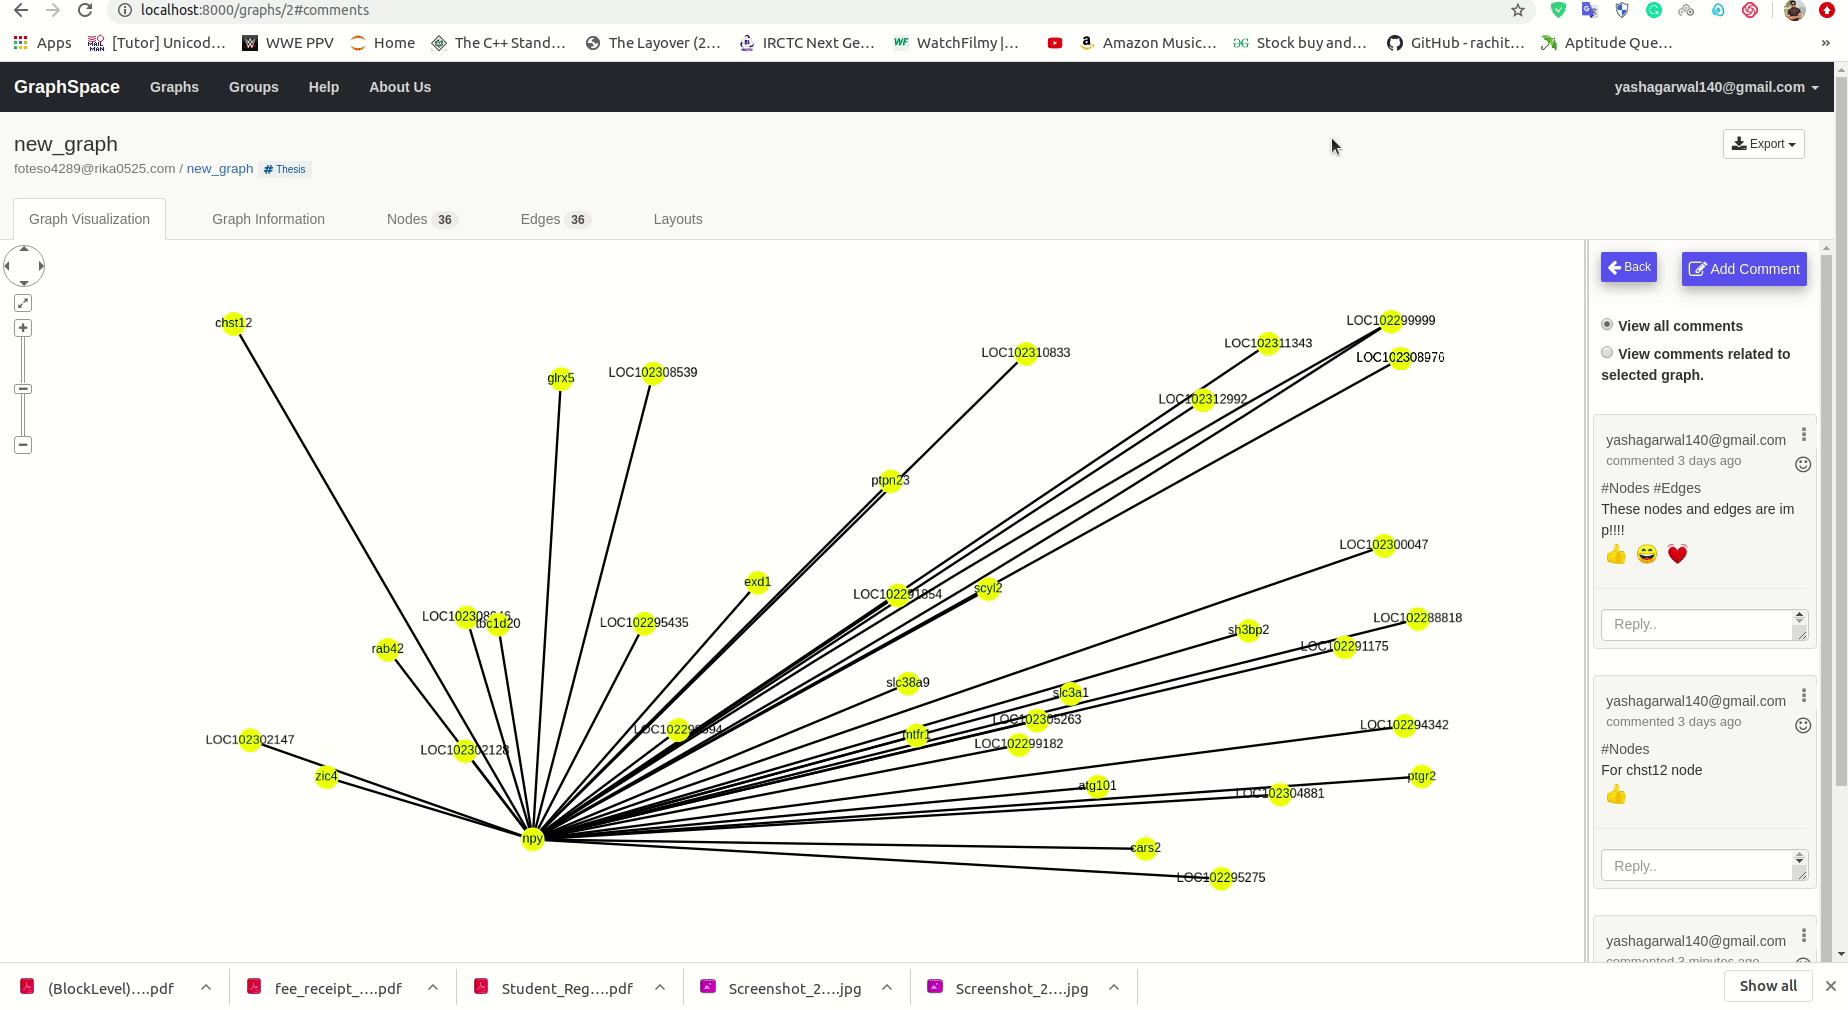 localhost:8000/graphs/2#comments
Apps
[Tutor] Unicod...
WWE PPV
Home
The C++ Stand...
The Layover (2...
IRCTC Next Ge...
WF WatchFilmy |...
Amazon Music...
Stock buy and...
GitHub - rachit...
Aptitude Que...
»
GraphSpace
Graphs
Groups
Help
About Us
yashagarwal140@gmail.com
new_graph
Export
foteso4289@rika0525.com / new_graph # Thesis
Graph Visualization
Graph Information
Nodes 36
Edges 36
Layouts
chst12
glrx5
LOC102308539
LOC102310833
LOC102311343
LOC102299999
LOC102308976
LOC102312992
ptpn23
LOC102300047
exd1
LOC102291854
scyl2
tbc1d20
LOC102295435
rab42
sh3bp2
LOC102288818
LOC102291175
slc38a9
slc3a1
LOC102305263
mtfr1
LOC102299182
LOC102294342
LOC102302147
LOC102302128
zic4
atg101
LOC102304881
ptgr2
npy
cars2
LOC102295275
Back
Add Comment
View all comments
View comments related to
selected graph.
yashagarwal140@gmail.com
commented 3 days ago
#Nodes #Edges
These nodes and edges are im
p!!!!
Reply..
yashagarwal140@gmail.com
commented 3 days ago
#Nodes
For chst12 node
Reply..
yashagarwal140@gmail.com
commented 3 minutes ago
(BlockLevel)....pdf
fee_receipt_....pdf
Student_Reg....pdf
Screenshot_2....jpg
Screenshot_2....jpg
Show all